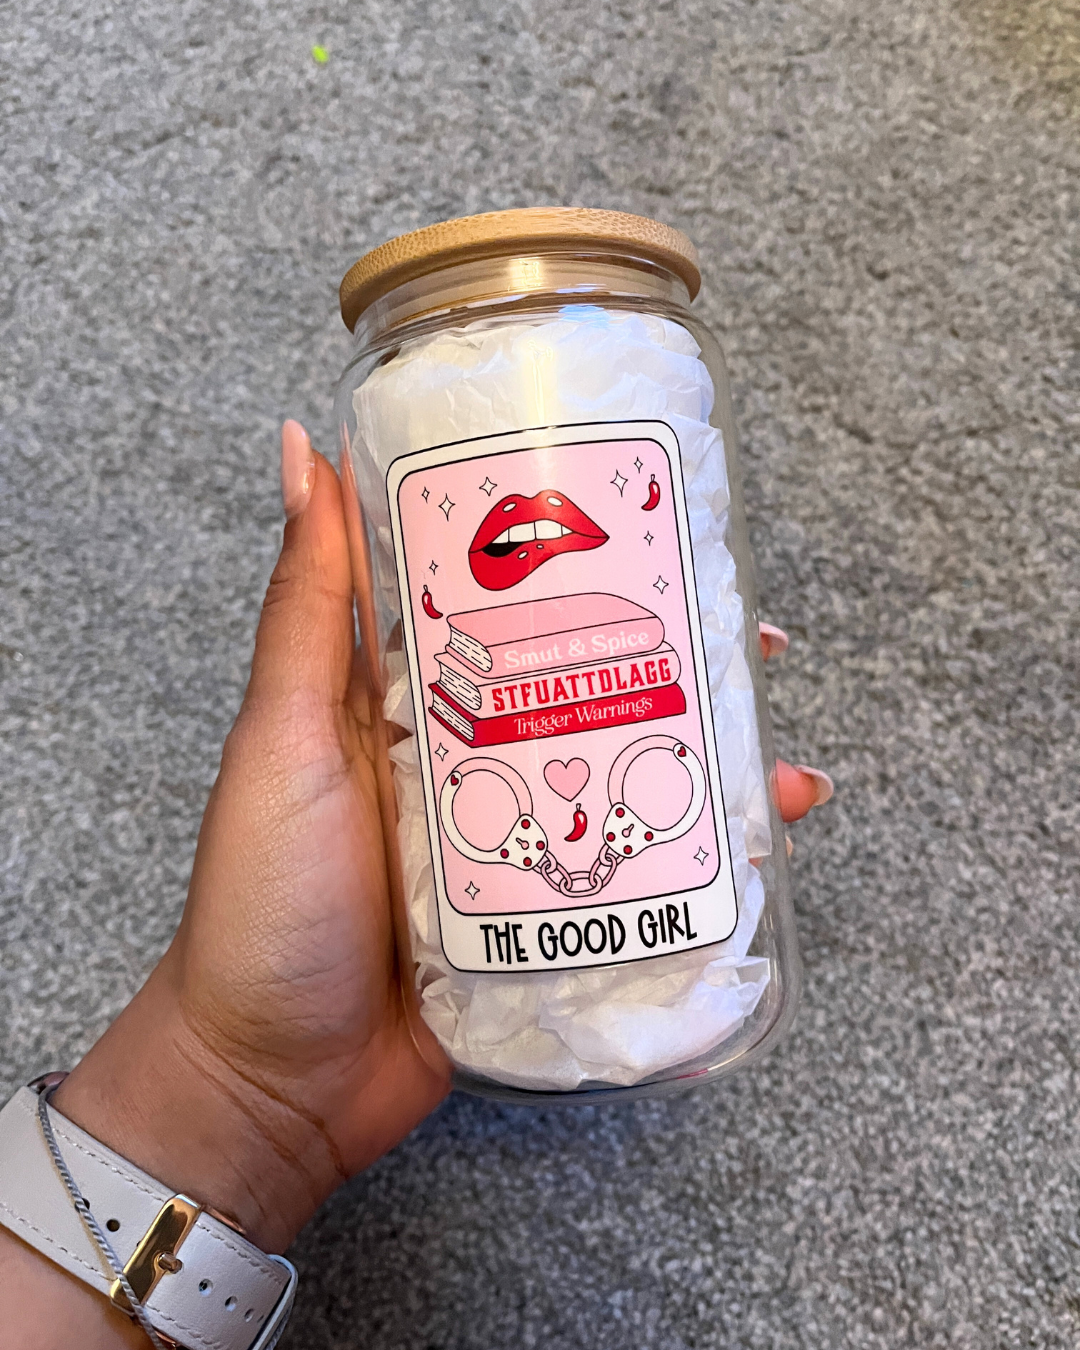 Smut & Spice
STFUATTDLAGG
Trigger Warnings
THE GOOD GIRL